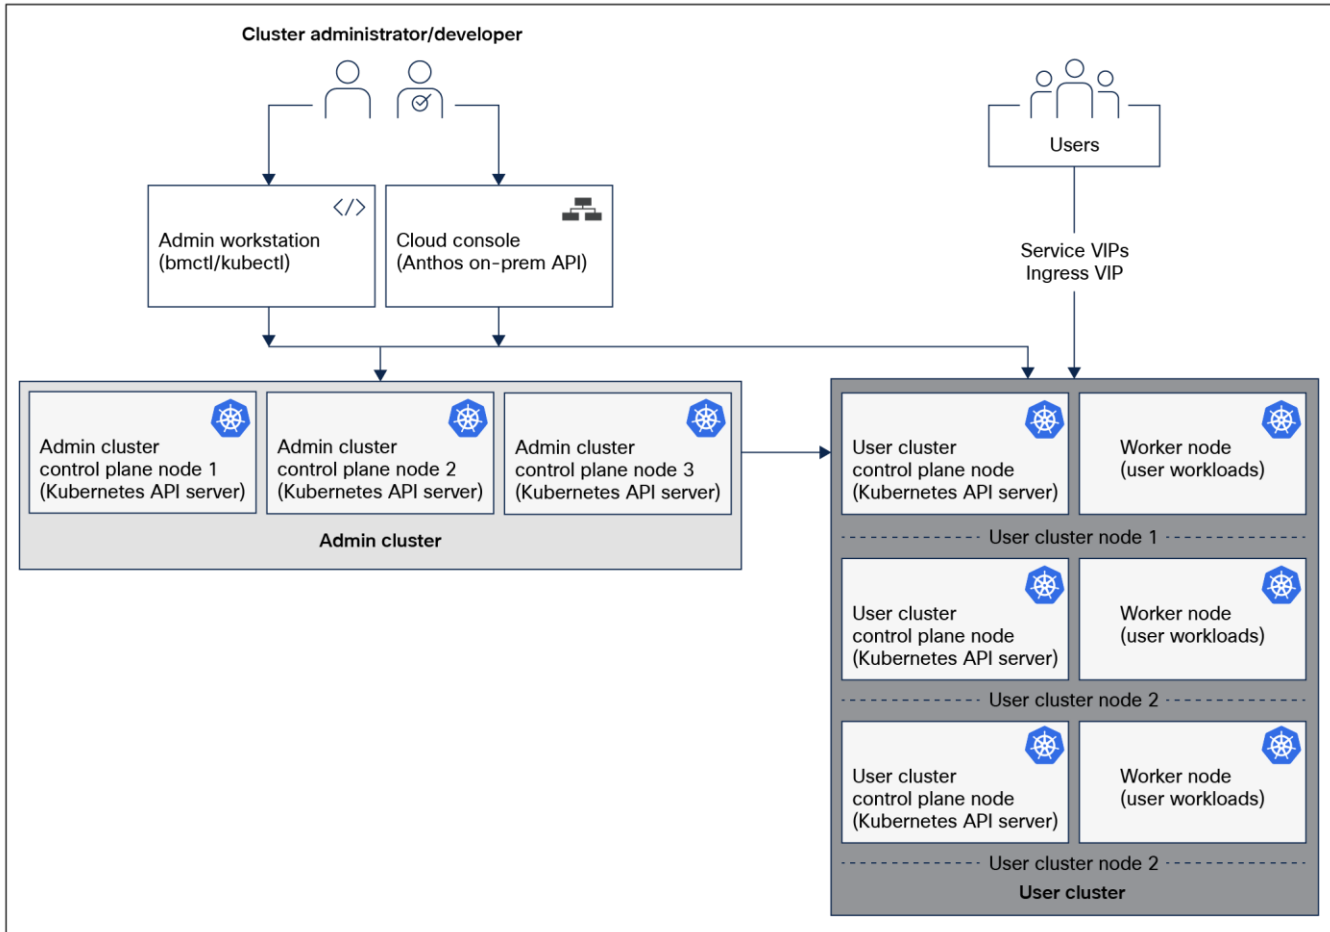 Cluster administrator/developer
Users
Admin workstation
(bmctl/kubectl)
Cloud console
(Anthos on-prem API)
Service VIPs
Ingress VIP
Admin cluster
control plane node 1
(Kubernetes API server)
Admin cluster
control plane node 2
(Kubernetes API server)
Admin cluster
control plane node 3
(Kubernetes API server)
Admin cluster
User cluster
control plane node
(Kubernetes API server)
Worker node
(user workloads)
User cluster node 1
User cluster
control plane node
(Kubernetes API server)
Worker node
(user workloads)
User cluster node 2
User cluster
control plane node
(Kubernetes API server)
Worker node
(user workloads)
User cluster node 2
User cluster